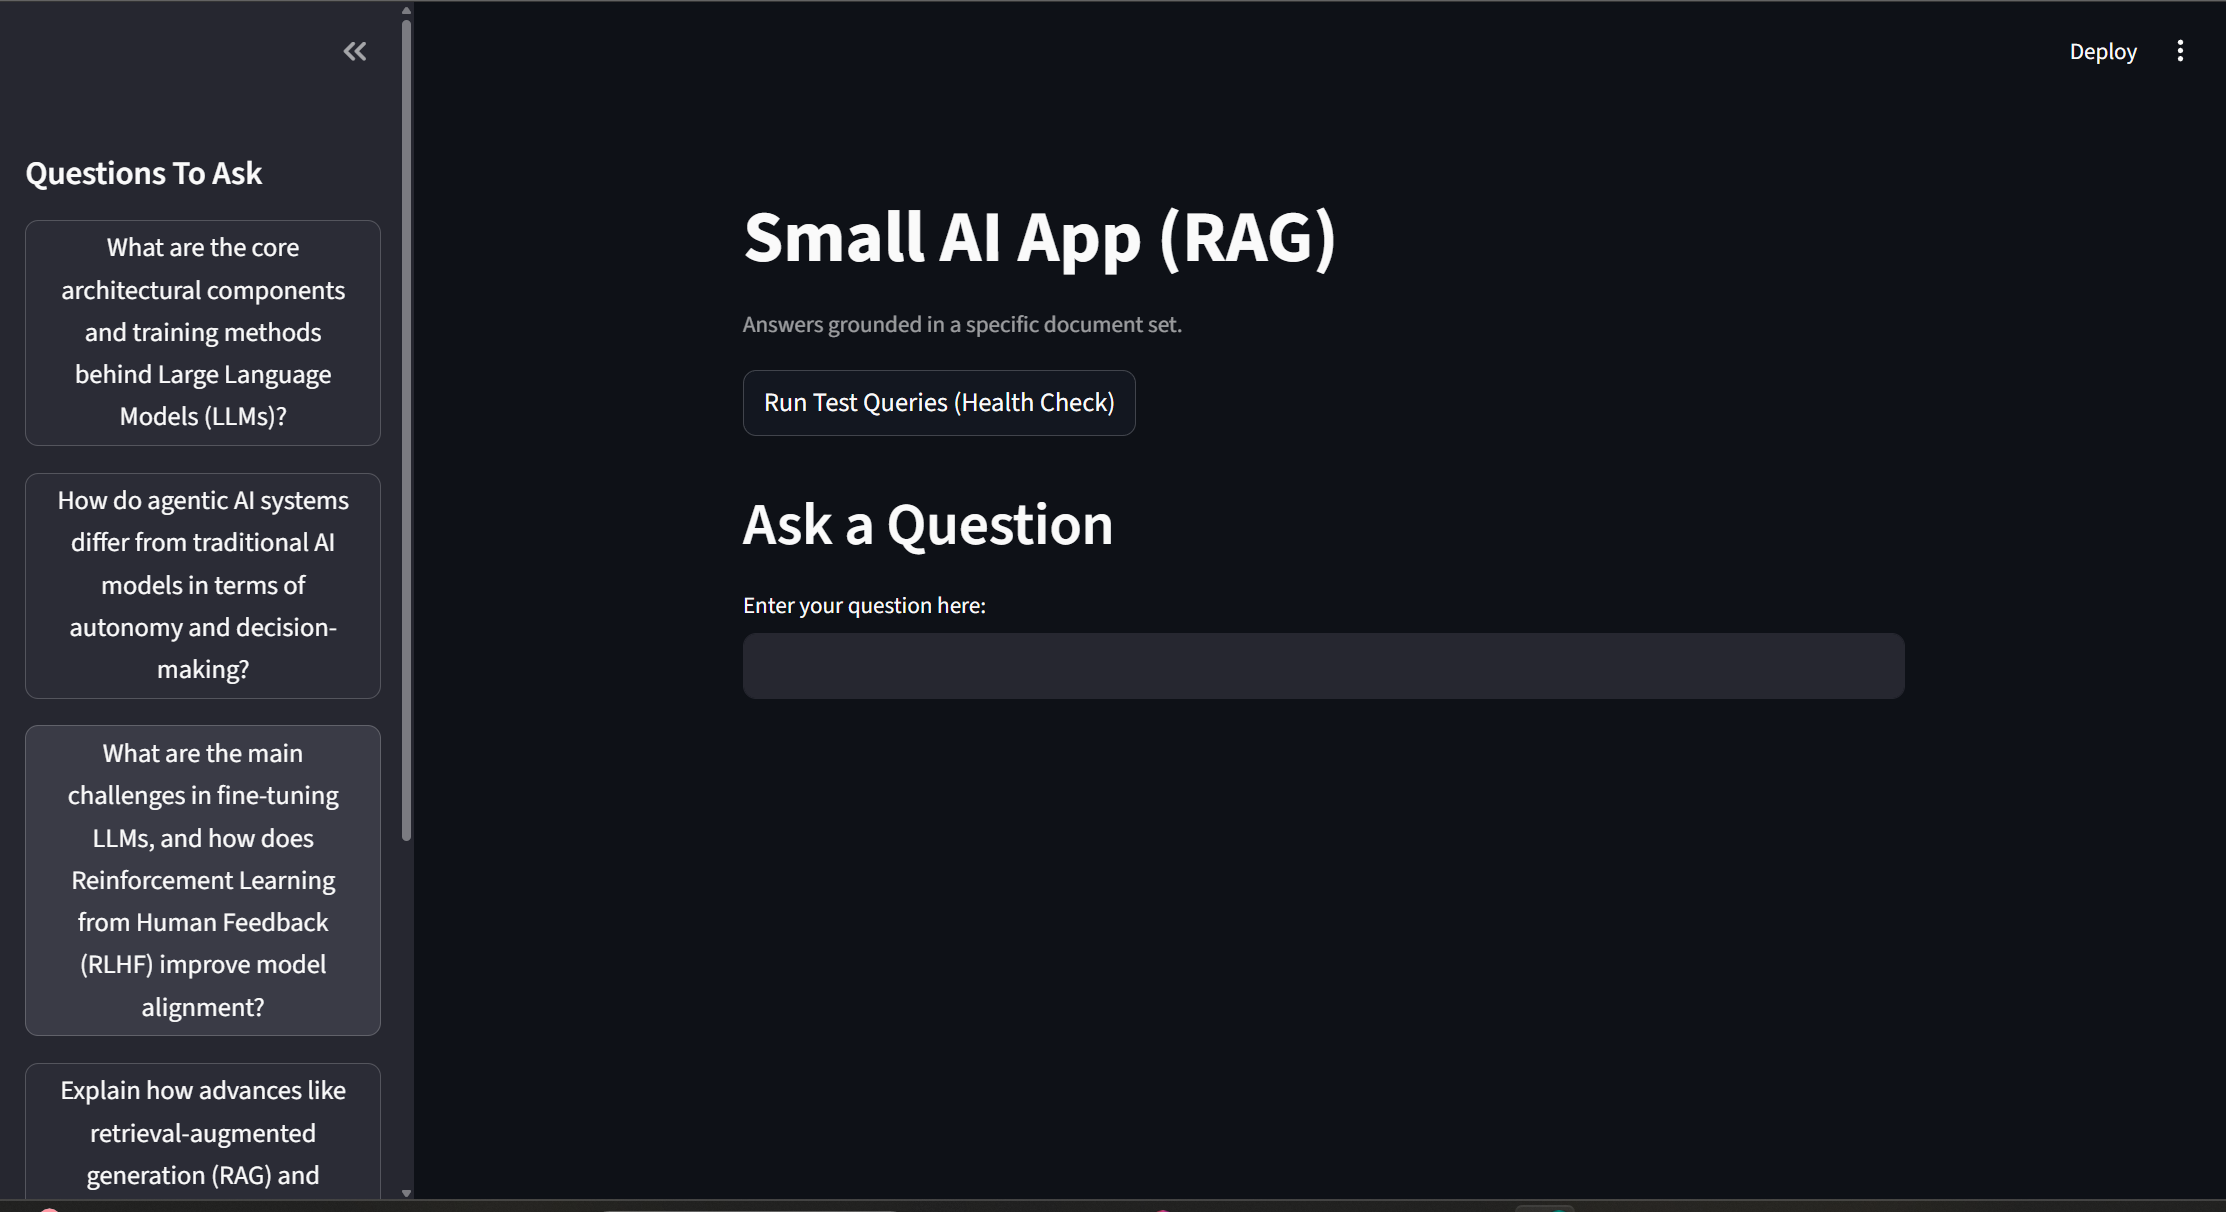 Deploy
Questions To Ask
What are the core
architectural components
and training methods
behind Large Language
Models (LLMs)?
How do agentic AI systems
differ from traditional AI
models in terms of
autonomy and decision-
making?
What are the main
challenges in fine-tuning
LLMs, and how does
Reinforcement Learning
from Human Feedback
(RLHF) improve model
alignment?
Explain how advances like
retrieval-augmented
generation (RAG) and
Small AI App (RAG)
Answers grounded in a specific document set.
Run Test Queries (Health Check)
Ask a Question
Enter your question here: